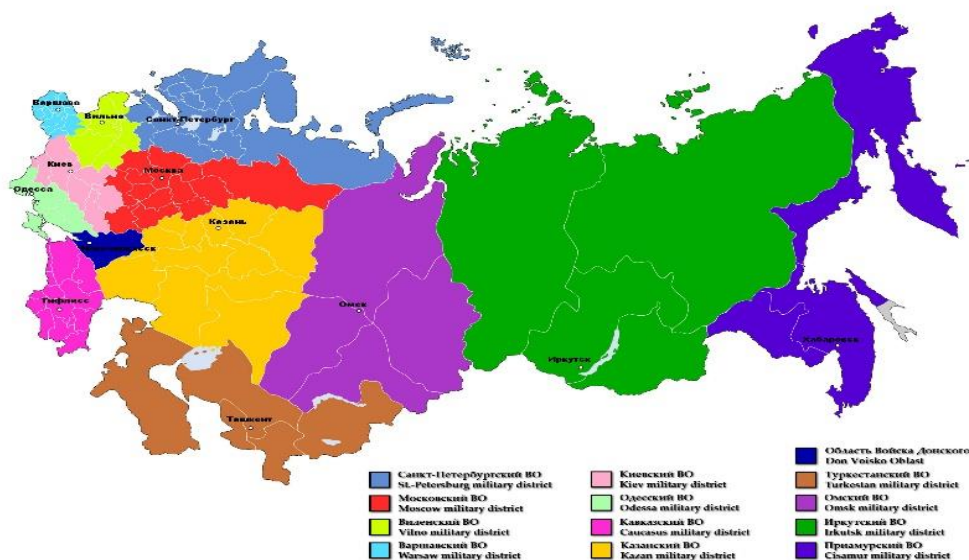 Варшава
Вильна
Санкт-Петербург
Киев
Москва
Одесса
Казань
Тифлисс
Омск
Иркутск
Хабаровск
Ташкент
Санкт-Петербургский ВО
St.-Petersburg military district
Московский ВО
Moscow military district
Виленский ВО
Vilno military district
Варшавский ВО
Warsaw military district
Киевский ВО
Kiev military district
Одесский ВО
Odessa military district
Кавказский ВО
Caucasus military district
Казанский ВО
Kazan military district
Область Войска Донского
Don Voisko Oblast
Туркестанский ВО
Turkestan military district
Омский ВО
Omsk military district
Иркутский ВО
Irkutsk military district
Приамурский ВО
Cisamur military district